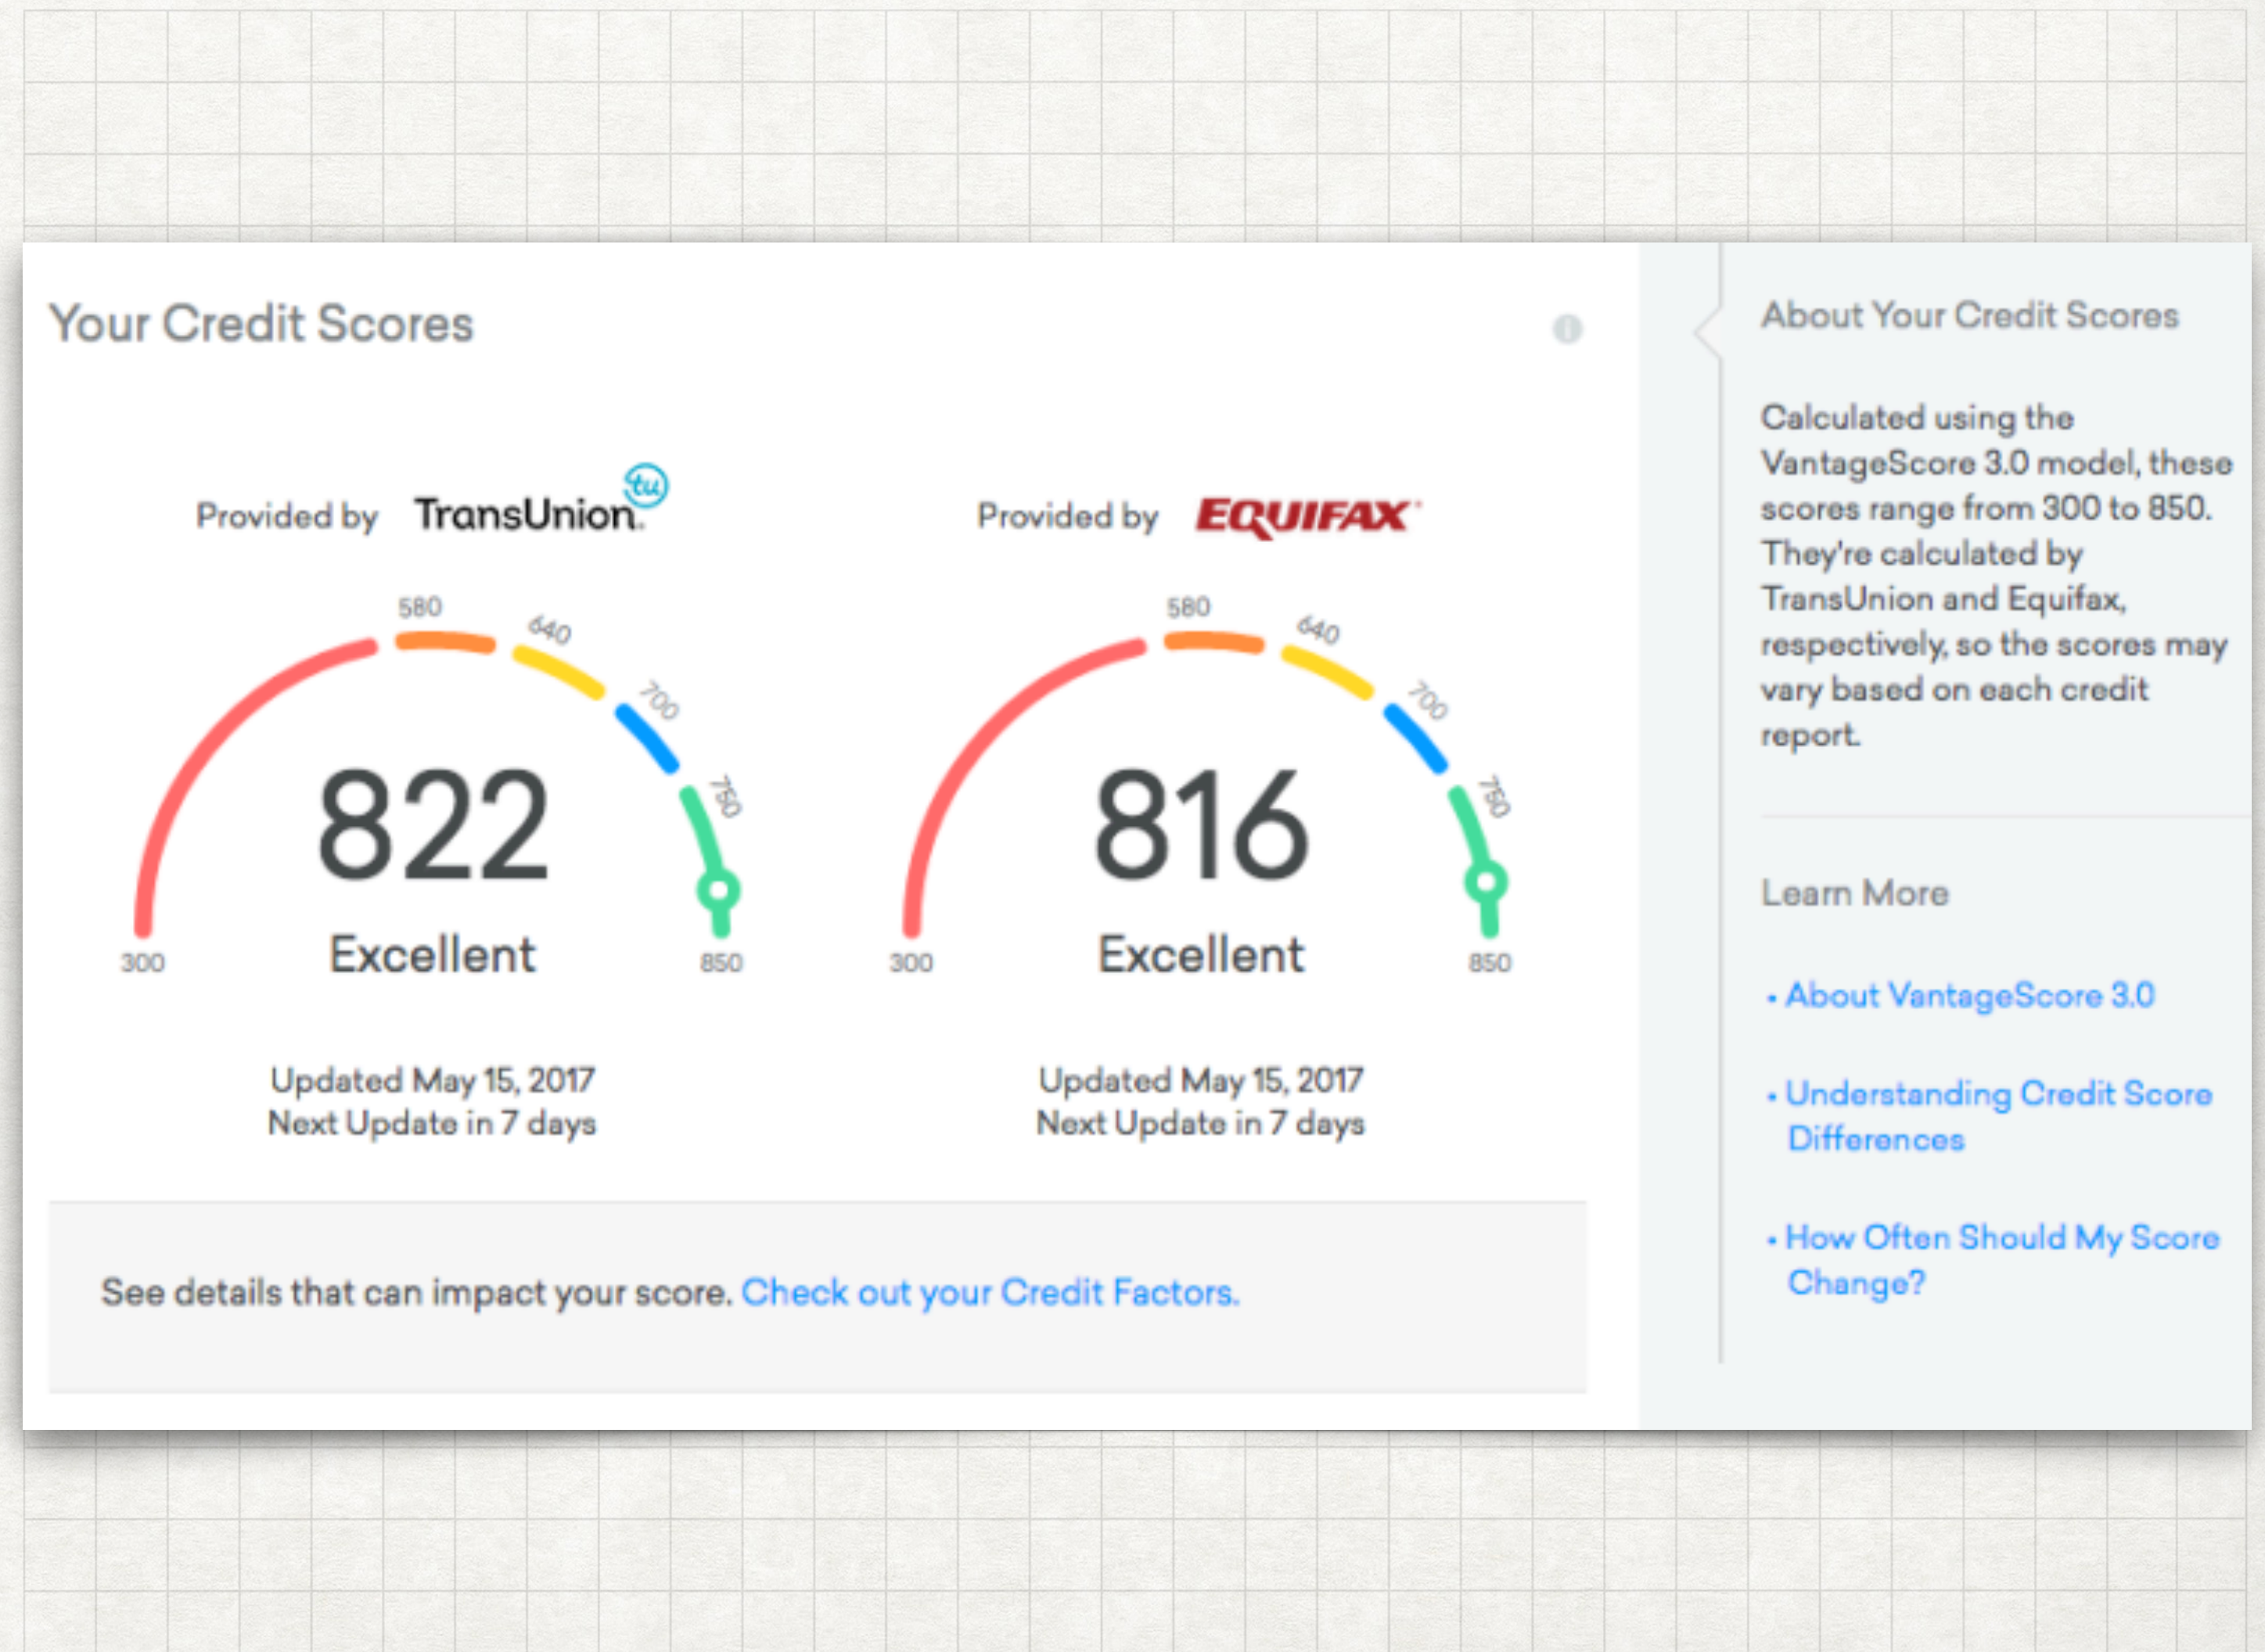 Your Credit Scores
Provided by TransUnion.
tu
580
640
700
750
822
Excellent
300
850
Updated May 15, 2017
Next Update in 7 days
Provided by EQUIFAX
580
640
700
750
816
Excellent
300
850
Updated May 15, 2017
Next Update in 7 days
See details that can impact your score. Check out your Credit Factors.
About Your Credit Scores
Calculated using the
VantageScore 3.0 model, these
scores range from 300 to 850.
They're calculated by
TransUnion and Equifax,
respectively, so the scores may
vary based on each credit
report.
Learn More
• About VantageScore 3.0
• Understanding Credit Score
Differences
• How Often Should My Score
Change?